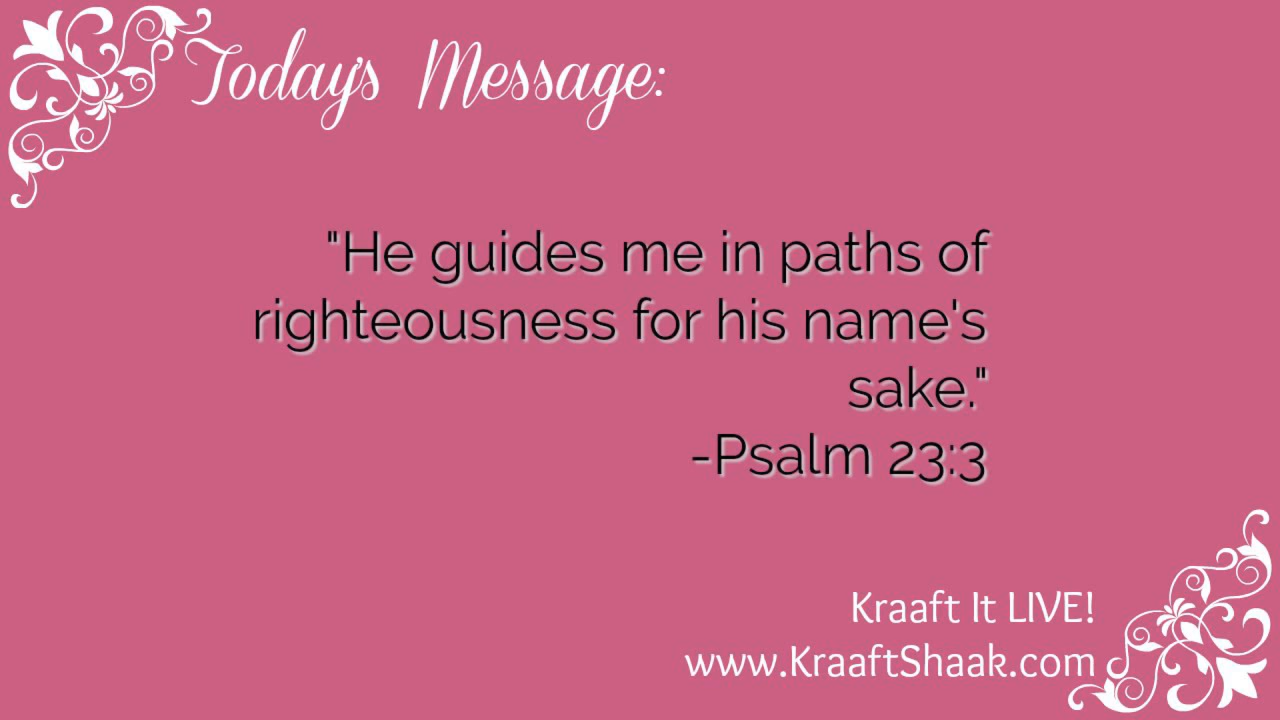 Today's Message:
"He guides me in paths of
righteousness for his name's
sake."
-Psalm 23:3
Kraaft It LIVE!
www.KraaftShaak.com